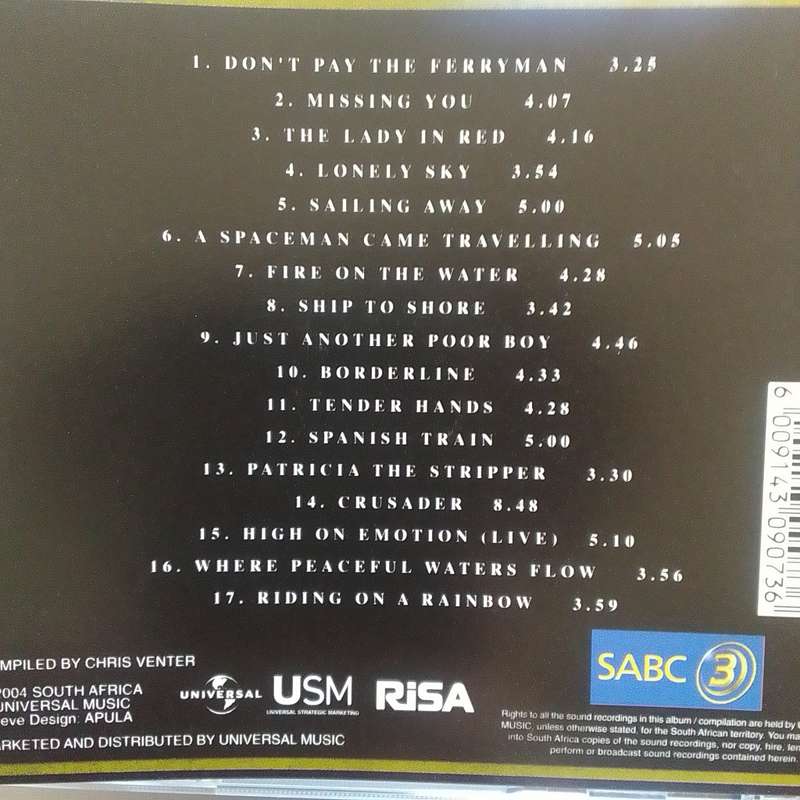 1. DON'T PAY THE FERRYMAN 3.25
2. MISSING YOU 4.07
3. THE LADY IN RED 4.16
4. LONELY SKY 3.54
5. SAILING AWAY 5.00
6. A SPACEMAN CAME TRAVELLING 5.05
7. FIRE ON THE WATER 4.28
8. SHIP TO SHORE 3.42
9. JUST ANOTHER POOR BOY 4.46
10. BORDERLINE 4.33
11. TENDER HANDS 4.28
12. SPANISH TRAIN 5.00
13. PATRICIA THE STRIPPER 3.30
14. CRUSADER 8.48
15. HIGH ON EMOTION (LIVE) 5.10
16. WHERE PEACEFUL WATERS FLOW 3.56
17. RIDING ON A RAINBOW 3.59
6 009143 090736
MPILED BY CHRIS VENTER
2004 SOUTH AFRICA
UNIVERSAL MUSIC
eve Design: APULA
UNIVERSAL
USM
UNIVERSAL STRATEGIC MARKETING
RiSA
SABC 3
ARKETED AND DISTRIBUTED BY UNIVERSAL MUSIC
Rights to all the sound recordings in this album / compilation are held by
MUSIC, unless otherwise stated, for the South African territory. You ma
into South Africa copies of the sound recordings, nor copy, hire, len
perform or broadcast sound recordings contained herein.